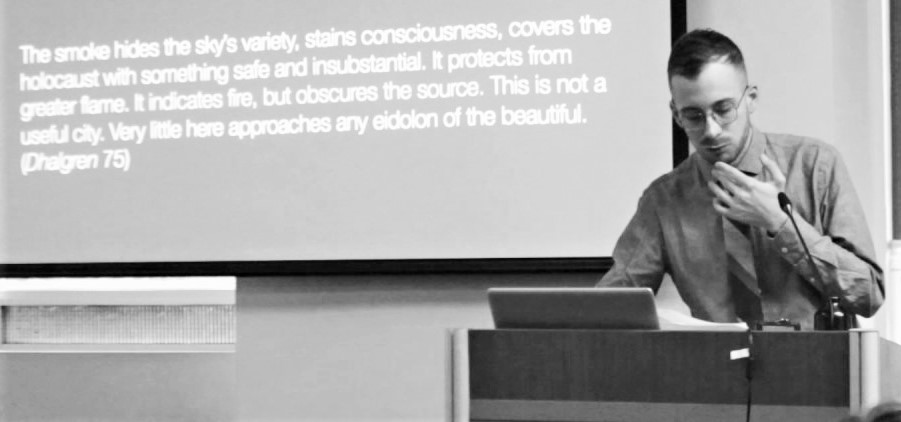 The smoke hides the sky's variety, stains consciousness, covers the
holocaust with something safe and insubstantial. It protects from
greater flame. It indicates fire, but obscures the source. This is not a
useful city. Very little here approaches any eidolon of the beautiful.
(Dhalgren 75)